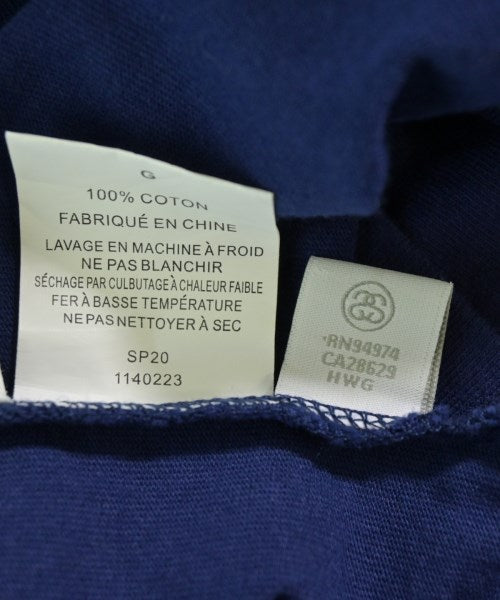 G
100% COTON
FABRIQUÉ EN CHINE
LAVAGE EN MACHINE À FROID
NE PAS BLANCHIR
SÉCHAGE PAR CULBUTAGE À CHALEUR FAIBLE
FER À BASSE TEMPÉRATURE
NE PAS NETTOYER À SEC
SP20
1140223
RN94974
CA28629
HWG